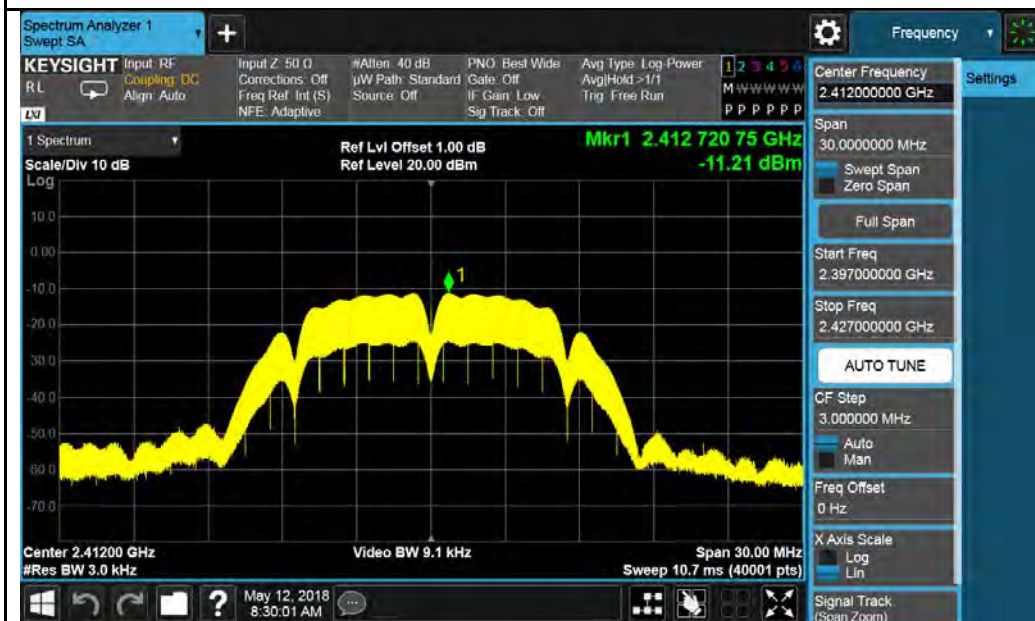 Spectrum Analyzer 1
Swept SA
+
Frequency
KEYSIGHT
RL
LXI
Input: RF
Coupling: DC
Align: Auto
Input Z: 50 Ω
Corrections: Off
Freq Ref: Int (S)
NFE: Adaptive
#Atten: 40 dB
µW Path: Standard
Source: Off
PNO: Best Wide
Gate: Off
IF Gain: Low
Sig Track: Off
Avg Type: Log-Power
Avg|Hold:>1/1
Trig: Free Run
1 2 3 4 5 6
M W W W W W
P P P P P P
1 Spectrum
Scale/Div 10 dB
Log
Ref Lvl Offset 1.00 dB
Ref Level 20.00 dBm
Mkr1 2.412 720 75 GHz
-11.21 dBm
10.0
0.00
-10.0
-20.0
-30.0
-40.0
-50.0
-60.0
-70.0
1
Center 2.41200 GHz
#Res BW 3.0 kHz
Video BW 9.1 kHz
Span 30.00 MHz
Sweep 10.7 ms (40001 pts)
Center Frequency
2.412000000 GHz
Span
30.0000000 MHz
Swept Span
Zero Span
Full Span
Start Freq
2.397000000 GHz
Stop Freq
2.427000000 GHz
AUTO TUNE
CF Step
3.000000 MHz
Auto
Man
Freq Offset
0 Hz
X Axis Scale
Log
Lin
Signal Track
(Span Zoom)
Settings
?
May 12, 2018
8:30:01 AM